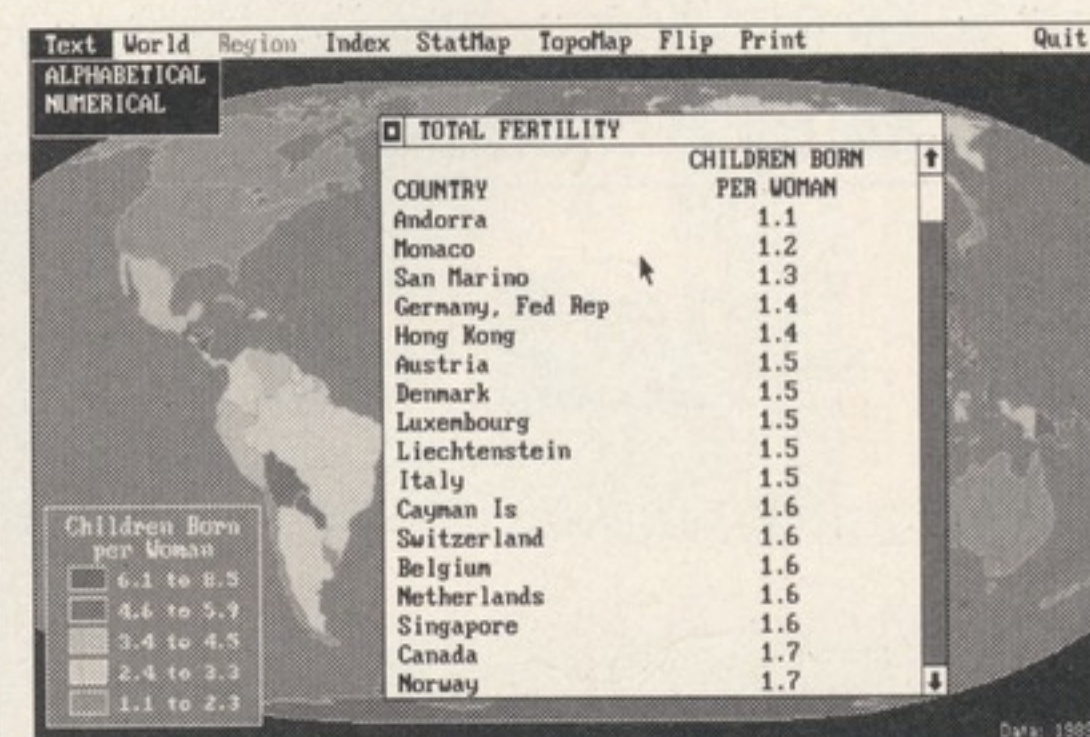 Text World Region Index StatMap TopoMap Flip Print Quit
ALPHABETICAL
NUMERICAL
TOTAL FERTILITY
CHILDREN BORN
COUNTRY PER WOMAN
Andorra 1.1
Monaco 1.2
San Marino 1.3
Germany, Fed Rep 1.4
Hong Kong 1.4
Austria 1.5
Denmark 1.5
Luxembourg 1.5
Liechtenstein 1.5
Italy 1.5
Cayman Is 1.6
Switzerland 1.6
Belgium 1.6
Netherlands 1.6
Singapore 1.6
Canada 1.7
Norway 1.7
Children Born
per Woman
6.1 to 8.5
4.6 to 5.9
3.4 to 4.5
2.4 to 3.3
1.1 to 2.3
Data: